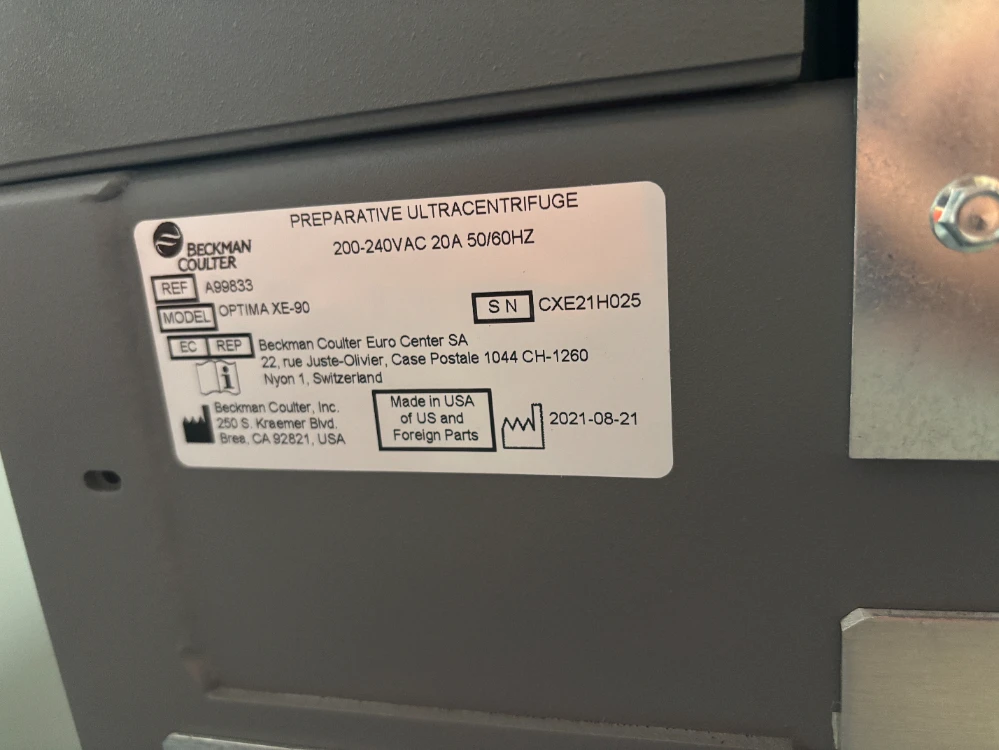 PREPARATIVE ULTRACENTRIFUGE
200-240VAC 20A 50/60HZ
BECKMAN
COULTER
REF A99833
MODEL OPTIMA XE-90
S N CXE21H025
EC REP Beckman Coulter Euro Center SA
22, rue Juste-Olivier, Case Postale 1044 CH-1260
Nyon 1, Switzerland
i
Beckman Coulter, Inc.
250 S. Kraemer Blvd.
Brea, CA 92821, USA
Made in USA
of US and
Foreign Parts
2021-08-21